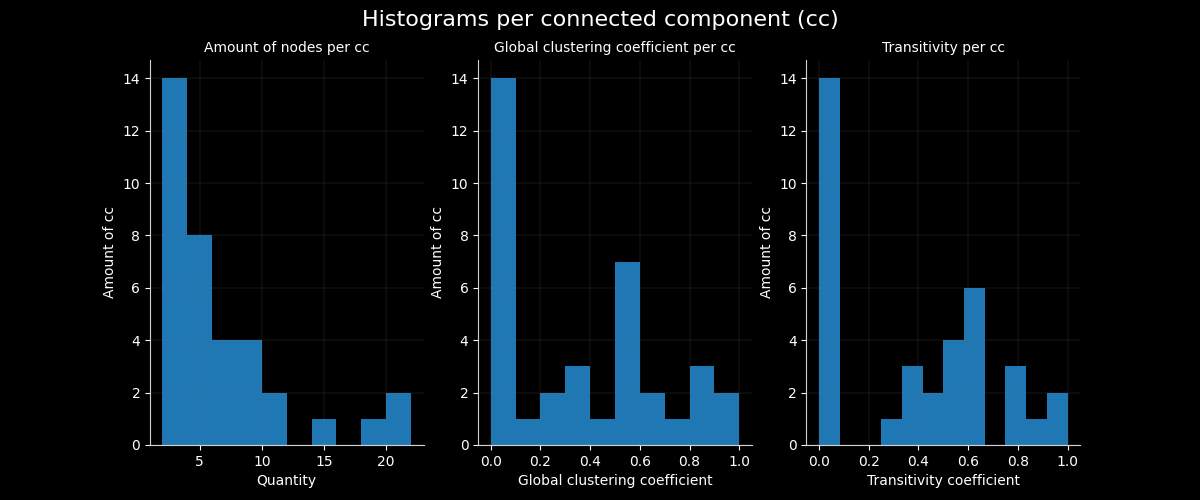 Histograms per connected component (cc)
Amount of nodes per cc
14
12
10
8
6
4
2
0
Amount of cc
5 10 15 20
Quantity
Global clustering coefficient per cc
14
12
10
8
6
4
2
0
Amount of cc
0.0 0.2 0.4 0.6 0.8 1.0
Global clustering coefficient
Transitivity per cc
14
12
10
8
6
4
2
0
Amount of cc
0.0 0.2 0.4 0.6 0.8 1.0
Transitivity coefficient